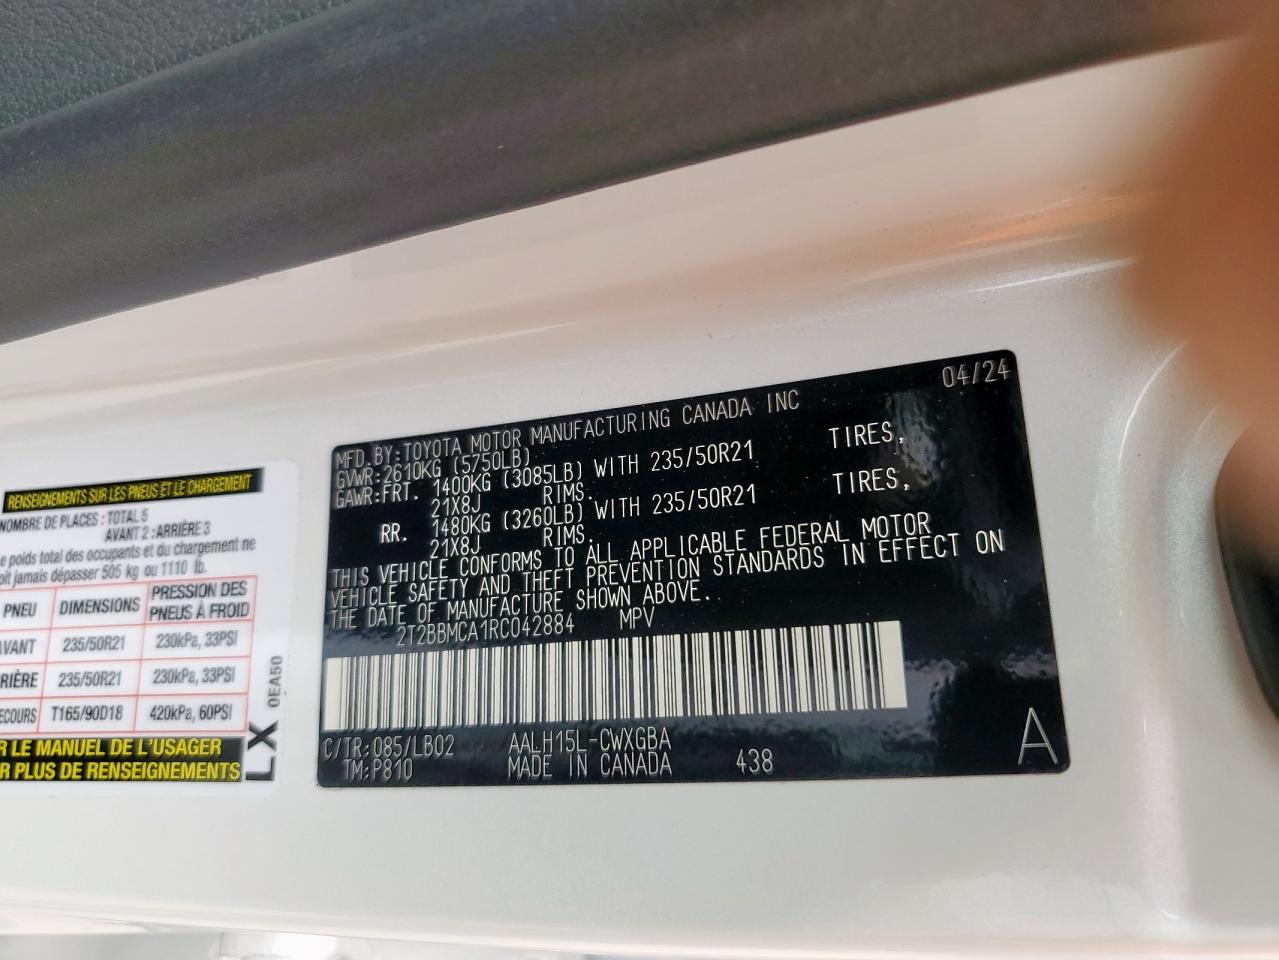 RENSEIGNEMENTS SUR LES PNEUS ET LE CHARGEMENT
NOMBRE DE PLACES : TOTAL 5
AVANT 2 : ARRIÈRE 3
poids total des occupants et du chargement ne
jamais dépasser 505 kg ou 1110 lb.
PNEU DIMENSIONS PRESSION DES PNEUS À FROID
AVANT 235/50R21 230kPa, 33PSI
RIÈRE 235/50R21 230kPa, 33PSI
ECOURS T165/90D18 420kPa, 60PSI
R LE MANUEL DE L'USAGER
R PLUS DE RENSEIGNEMENTS
LX 0EA50
04/24
MFD. BY: TOYOTA MOTOR MANUFACTURING CANADA INC
GVWR: 2610KG (5750LB)
GAWR: FRT. 1400KG (3085LB) WITH 235/50R21 TIRES,
21X8J RIMS.
RR. 1480KG (3260LB) WITH 235/50R21 TIRES,
21X8J RIMS.
THIS VEHICLE CONFORMS TO ALL APPLICABLE FEDERAL MOTOR
VEHICLE SAFETY AND THEFT PREVENTION STANDARDS IN EFFECT ON
THE DATE OF MANUFACTURE SHOWN ABOVE.
2T2BBMCA1RC042884 MPV
C/TR: 085/LB02 AALH15L-CWXGBA
TM: P810 MADE IN CANADA 438
A